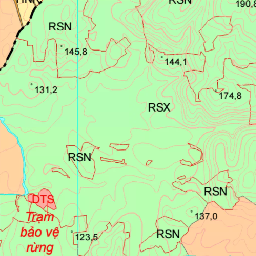 190,8
RSN
RSN
145,8
144,1
131,2
174,8
RSX
RSN
RSN
DTS
Trạm
bảo vệ
rừng
137,0
123,5
RSN